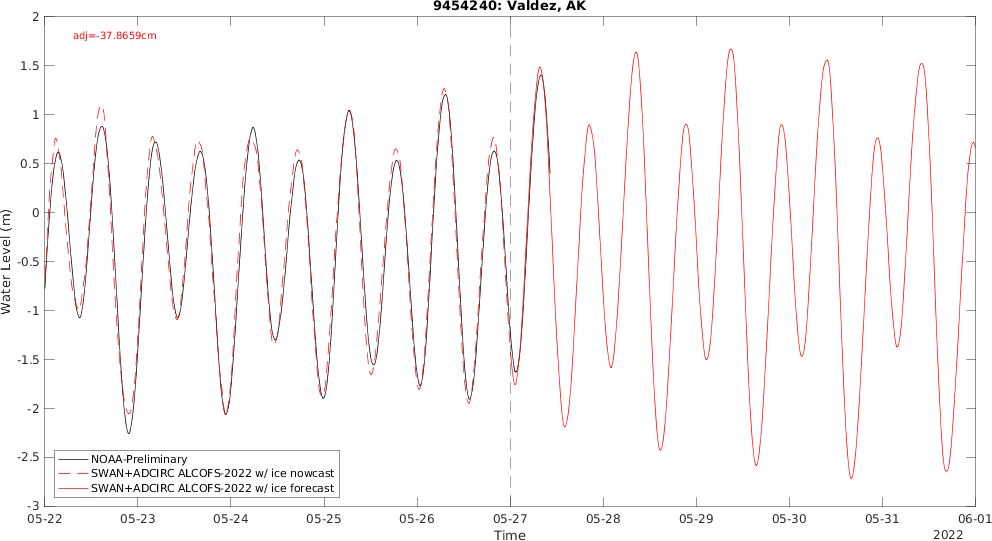 9454240: Valdez, AK
adj=-37.8659cm
Water Level (m)
2
1.5
1
0.5
0
-0.5
-1
-1.5
-2
-2.5
-3
NOAA-Preliminary
SWAN+ADCIRC ALCOFS-2022 w/ ice nowcast
SWAN+ADCIRC ALCOFS-2022 w/ ice forecast
05-22 05-23 05-24 05-25 05-26 05-27 05-28 05-29 05-30 05-31 06-01
Time
2022